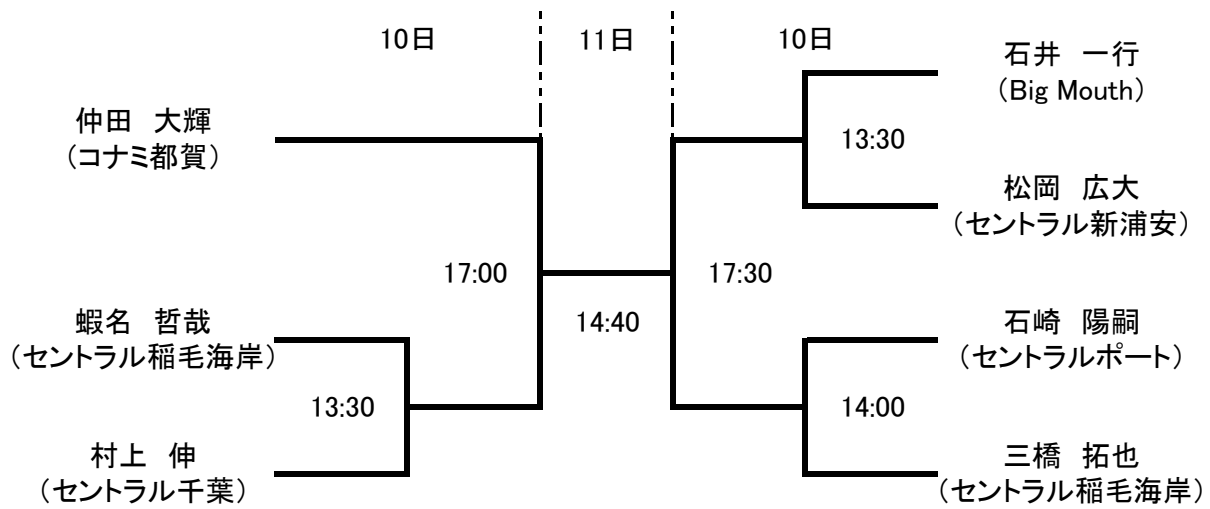 10日
11日
10日
仲田　大輝
（コナミ都賀）
17:00
蝦名　哲哉
（セントラル稲毛海岸）
13:30
村上　伸
（セントラル千葉）
14:40
石井　一行
（Big Mouth）
13:30
松岡　広大
（セントラル新浦安）
17:30
石崎　陽嗣
（セントラルポート）
14:00
三橋　拓也
（セントラル稲毛海岸）